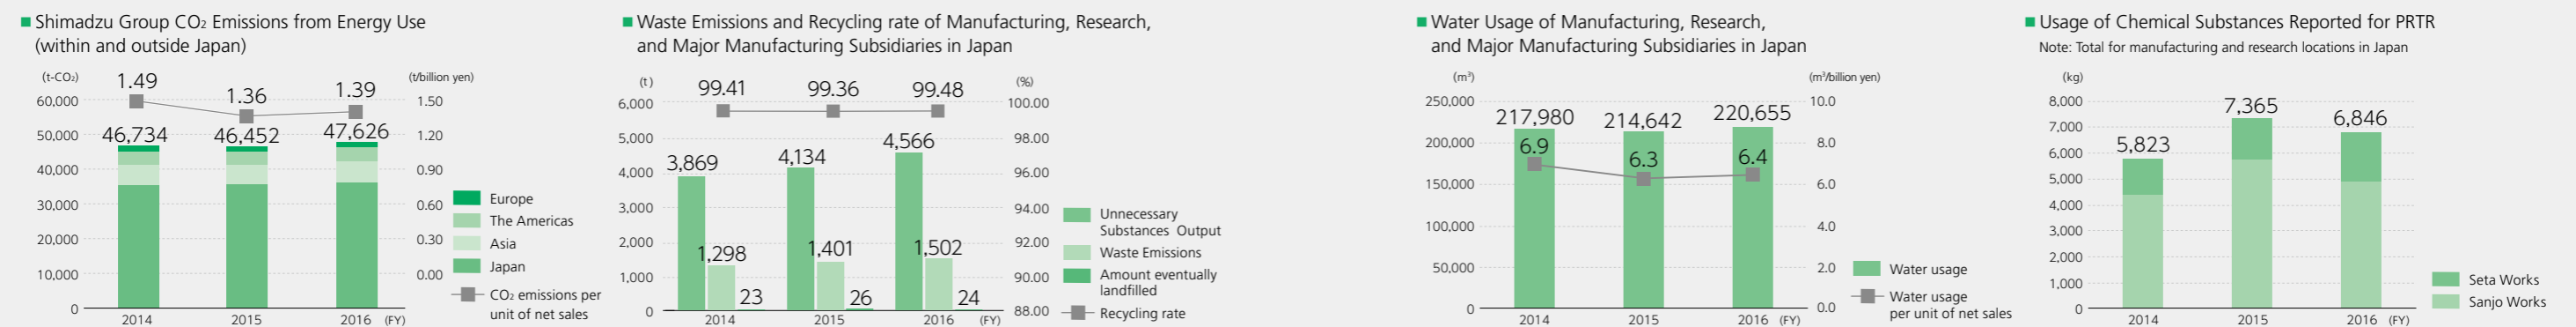 Shimadzu Group CO₂ Emissions from Energy Use
(within and outside Japan)
(t-CO₂)
(t/billion yen)
1.49
1.36
1.39
60,000
50,000
40,000
30,000
20,000
10,000
0
1.50
1.20
0.90
0.60
0.30
0.00
46,734
46,452
47,626
2014
2015
2016
(FY)
Europe
The Americas
Asia
Japan
CO₂ emissions per
unit of net sales
Waste Emissions and Recycling rate of Manufacturing, Research,
and Major Manufacturing Subsidiaries in Japan
(t)
(%)
99.41
99.36
99.48
6,000
5,000
4,000
3,000
2,000
1,000
0
100.00
98.00
96.00
94.00
92.00
90.00
88.00
3,869
4,134
4,566
1,298
1,401
1,502
23
26
24
2014
2015
2016
(FY)
Unnecessary
Substances Output
Waste Emissions
Amount eventually
landfilled
Recycling rate
Water Usage of Manufacturing, Research,
and Major Manufacturing Subsidiaries in Japan
(m³)
(m³/billion yen)
250,000
200,000
150,000
100,000
50,000
0
10.0
8.0
6.0
4.0
2.0
0.0
217,980
214,642
220,655
6.9
6.3
6.4
2014
2015
2016
(FY)
Water usage
Water usage
per unit of net sales
Usage of Chemical Substances Reported for PRTR
Note: Total for manufacturing and research locations in Japan
(kg)
8,000
7,000
6,000
5,000
4,000
3,000
2,000
1,000
0
5,823
7,365
6,846
2014
2015
2016
(FY)
Seta Works
Sanjo Works